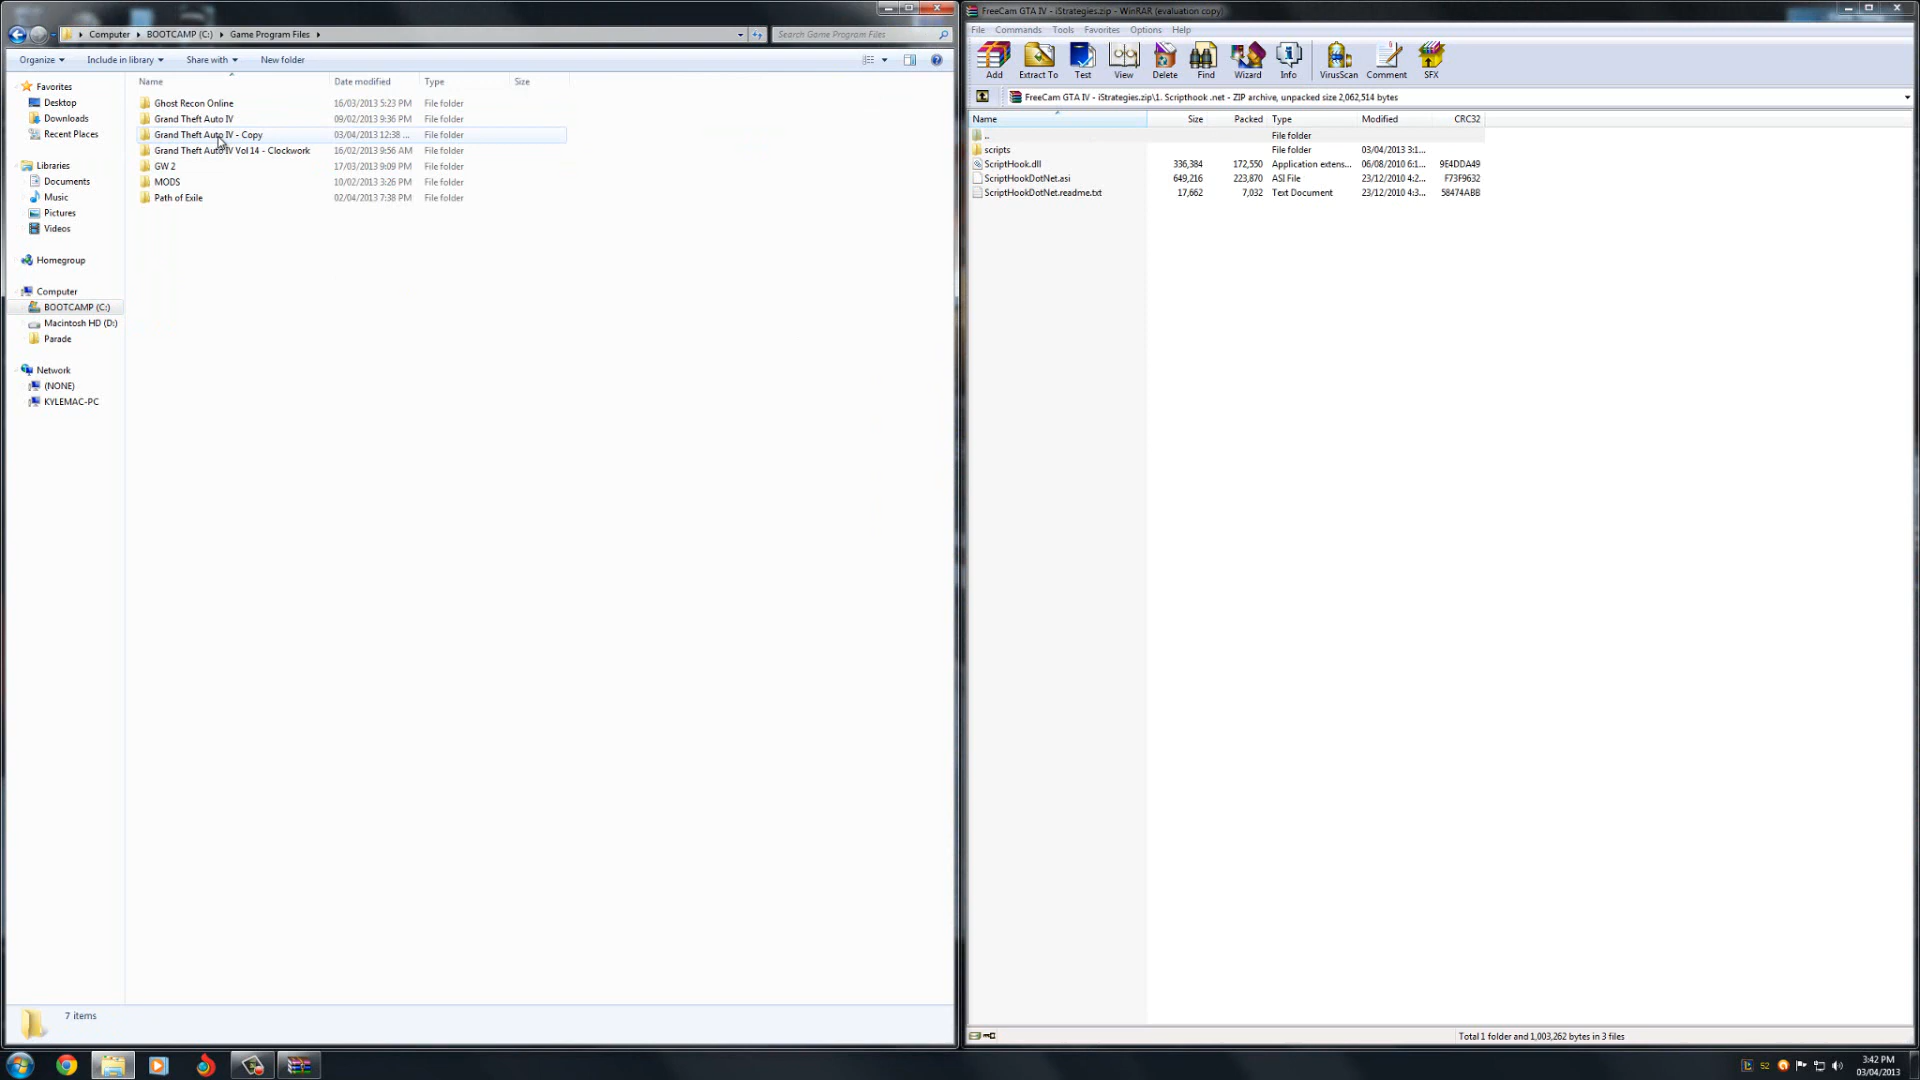 Computer BOOTCAMP (C:) Game Program Files
Search Game Program Files
Organize Include in library Share with New folder
Name Date modified Type Size
Favorites
Desktop
Downloads
Recent Places
Libraries
Documents
Music
Pictures
Videos
Homegroup
Computer
BOOTCAMP (C:)
Macintosh HD (D:)
Parade
Network
(NONE)
KYLEMAC-PC
Ghost Recon Online 16/03/2013 5:23 PM File folder
Grand Theft Auto IV 09/02/2013 9:36 PM File folder
Grand Theft Auto IV - Copy 03/04/2013 12:38 ... File folder
Grand Theft Auto IV Vol 14 - Clockwork 16/02/2013 9:56 AM File folder
GW 2 17/03/2013 9:09 PM File folder
MODS 10/02/2013 3:26 PM File folder
Path of Exile 02/04/2013 7:38 PM File folder
7 items
FreeCam GTA IV - iStrategies.zip - WinRAR (evaluation copy)
File Commands Tools Favorites Options Help
Add Extract To Test View Delete Find Wizard Info VirusScan Comment SFX
FreeCam GTA IV - iStrategies.zip\1. Scripthook .net - ZIP archive, unpacked size 2,062,514 bytes
Name Size Packed Type Modified CRC32
.. File folder
scripts File folder 03/04/2013 3:1...
ScriptHook.dll 336,384 172,550 Application extens... 06/08/2010 6:1... 9E4DDA49
ScriptHookDotNet.asi 649,216 223,870 ASI File 23/12/2010 4:2... F73F9632
ScriptHookDotNet.readme.txt 17,662 7,032 Text Document 23/12/2010 4:3... 58474ABB
Total 1 folder and 1,003,262 bytes in 3 files
52
3:42 PM
03/04/2013